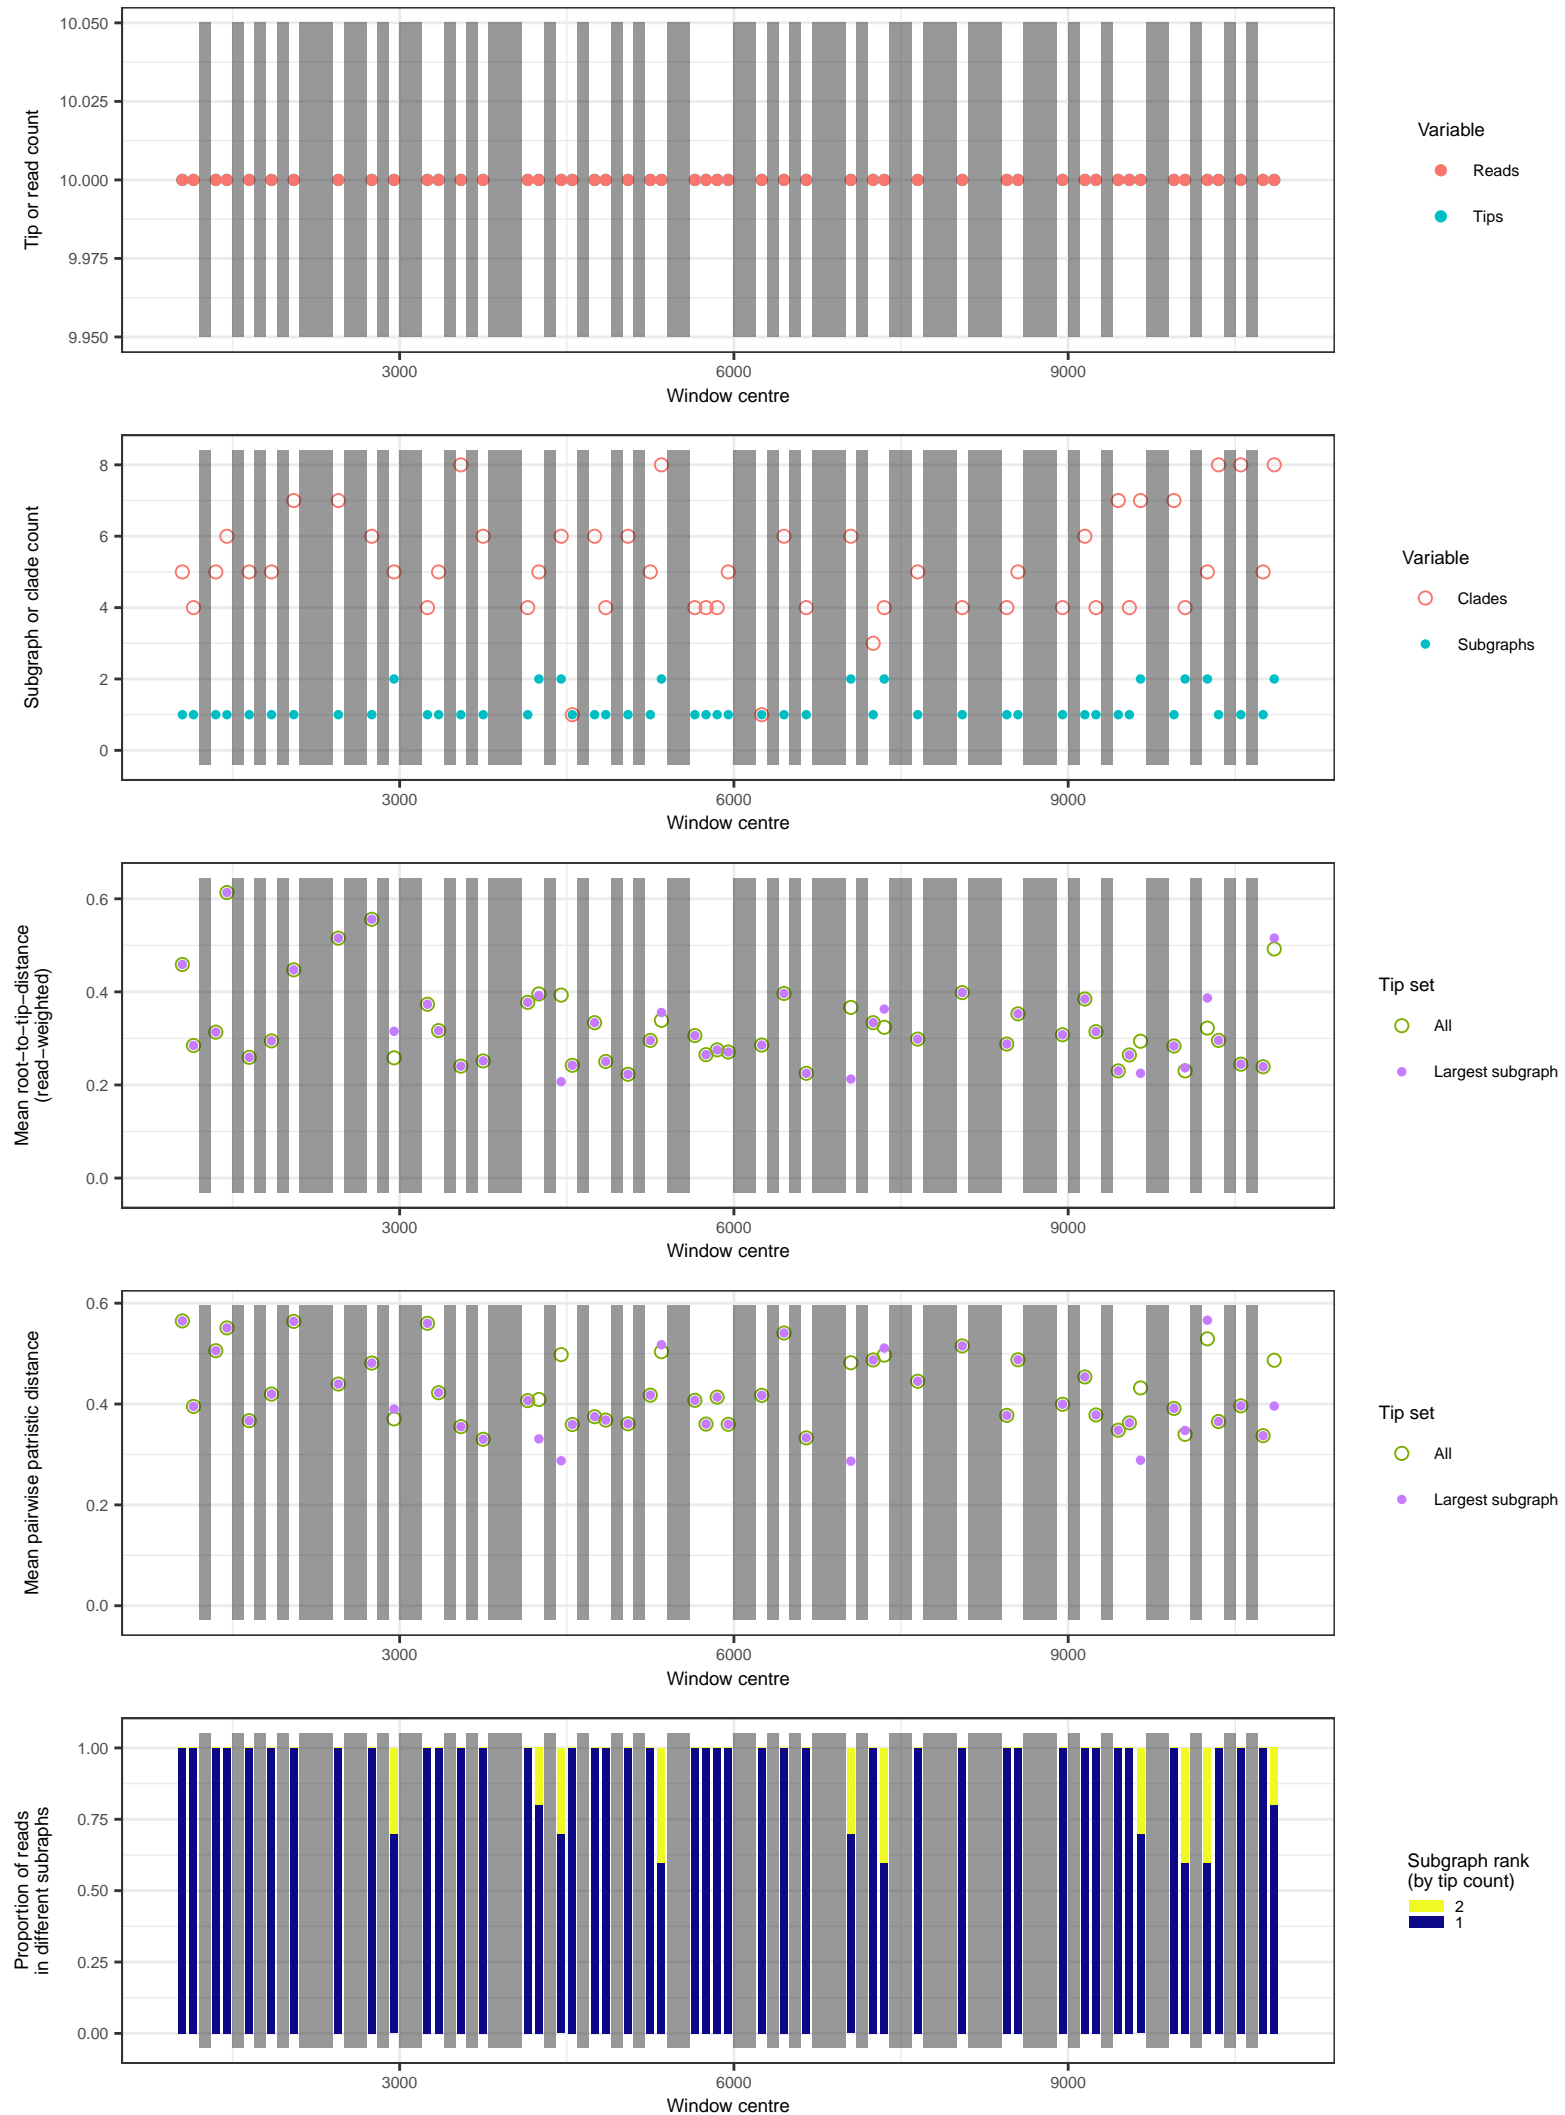 10.050
10.025
10.000
9.975
9.950
Tip or read count
3000
6000
9000
Window centre
Variable
Reads
Tips
8
6
4
2
0
Subgraph or clade count
3000
6000
9000
Window centre
Variable
Clades
Subgraphs
0.6
0.4
0.2
0.0
Mean root−to−tip−distance
(read−weighted)
3000
6000
9000
Window centre
Tip set
All
Largest subgraph
0.6
0.4
0.2
0.0
Mean pairwise patristic distance
3000
6000
9000
Window centre
Tip set
All
Largest subgraph
1.00
0.75
0.50
0.25
0.00
Proportion of reads
in different subraphs
3000
6000
9000
Window centre
Subgraph rank
(by tip count)
2
1